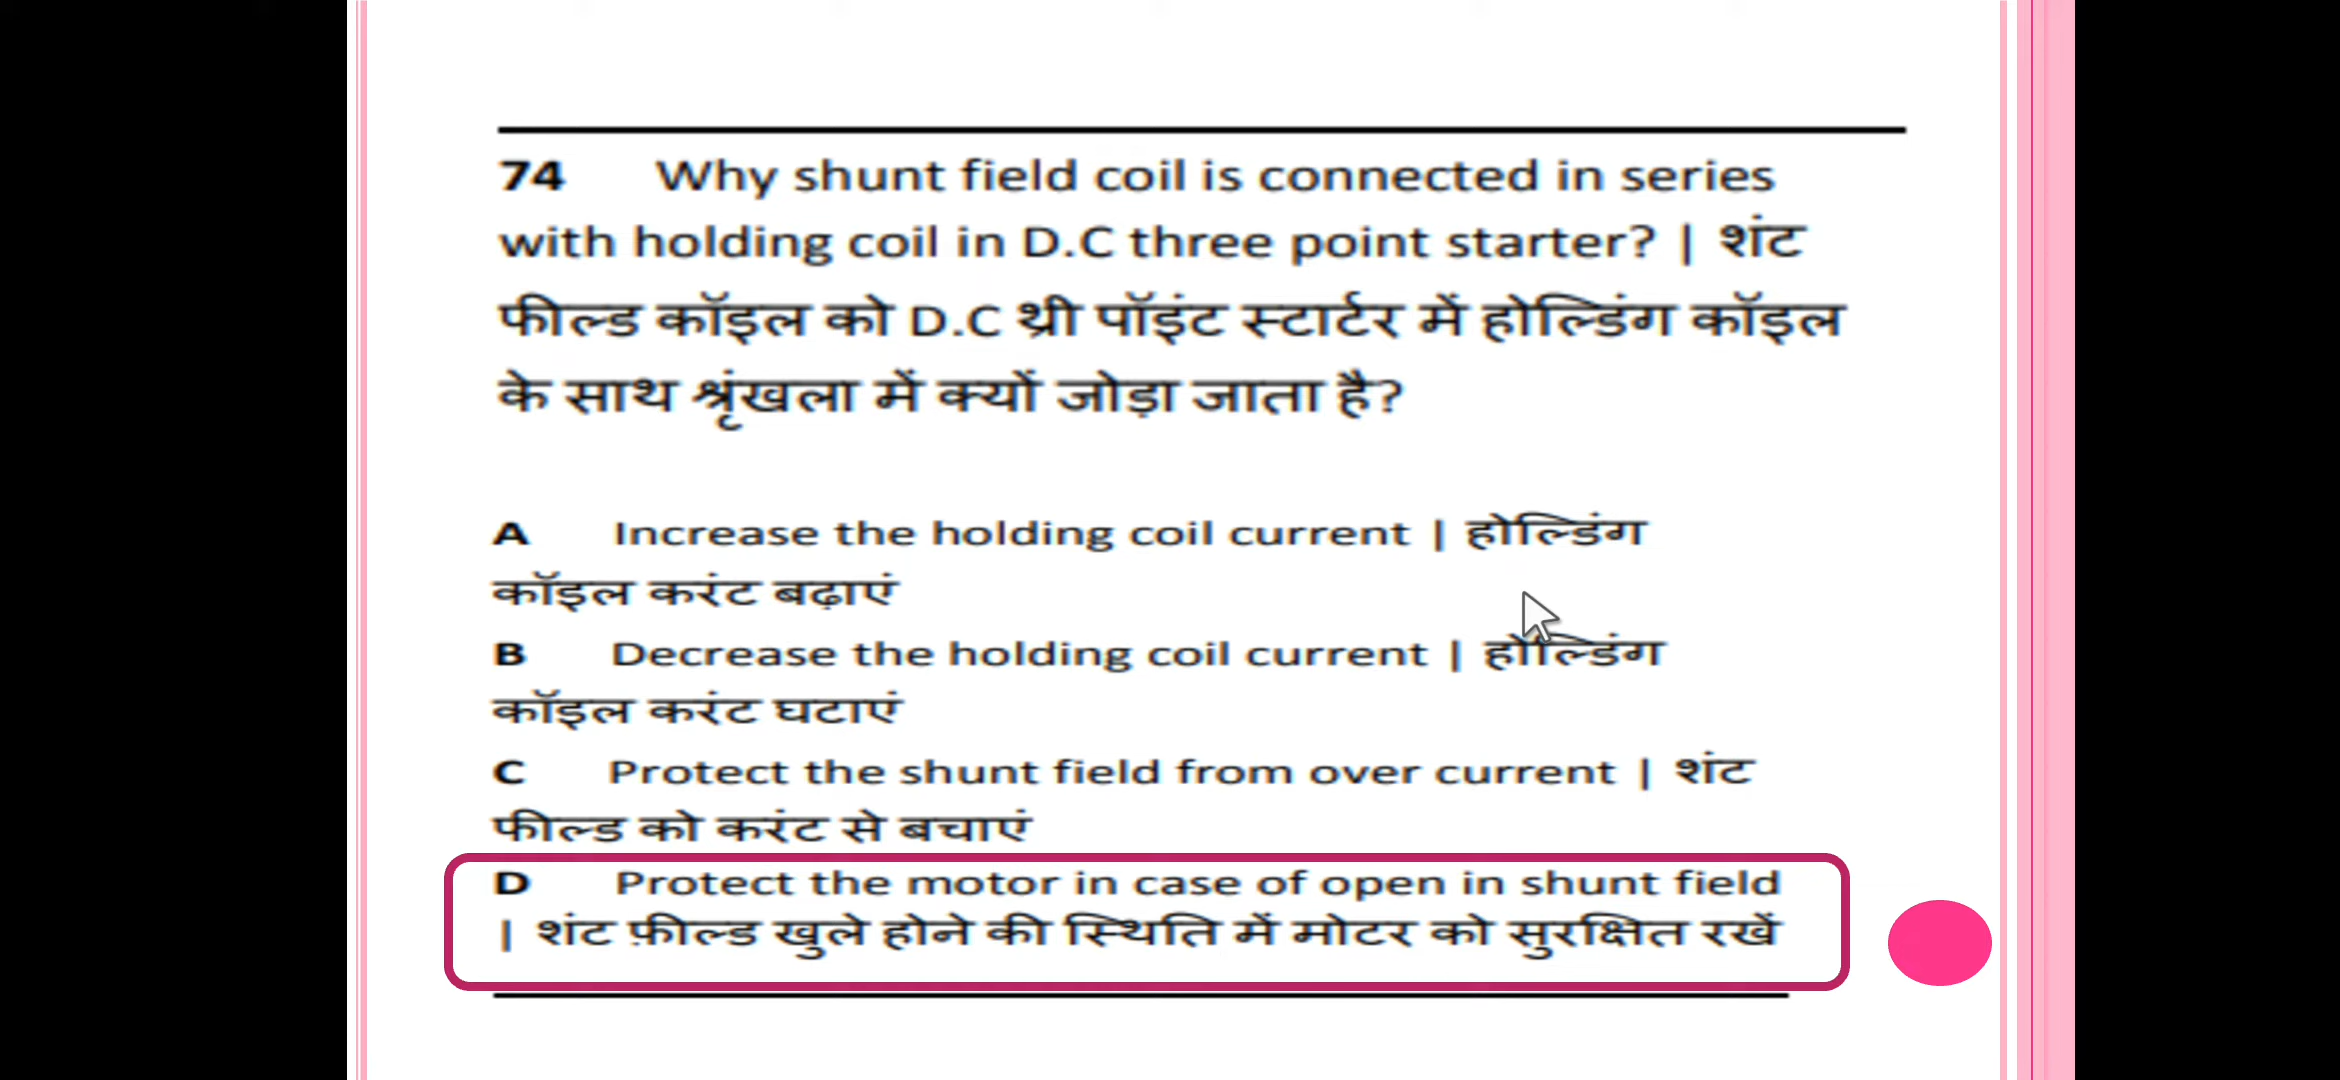 74 Why shunt field coil is connected in series
with holding coil in D.C three point starter? | शंट
फील्ड कॉइल को D.C थ्री पॉइंट स्टार्टर में होल्डिंग कॉइल
के साथ श्रृंखला में क्यों जोड़ा जाता है?
A Increase the holding coil current | होल्डिंग
कॉइल करंट बढ़ाएं
B Decrease the holding coil current | होल्डिंग
कॉइल करंट घटाएं
C Protect the shunt field from over current | शंट
फील्ड को करंट से बचाएं
D Protect the motor in case of open in shunt field
| शंट फ़ील्ड खुले होने की स्थिति में मोटर को सुरक्षित रखें